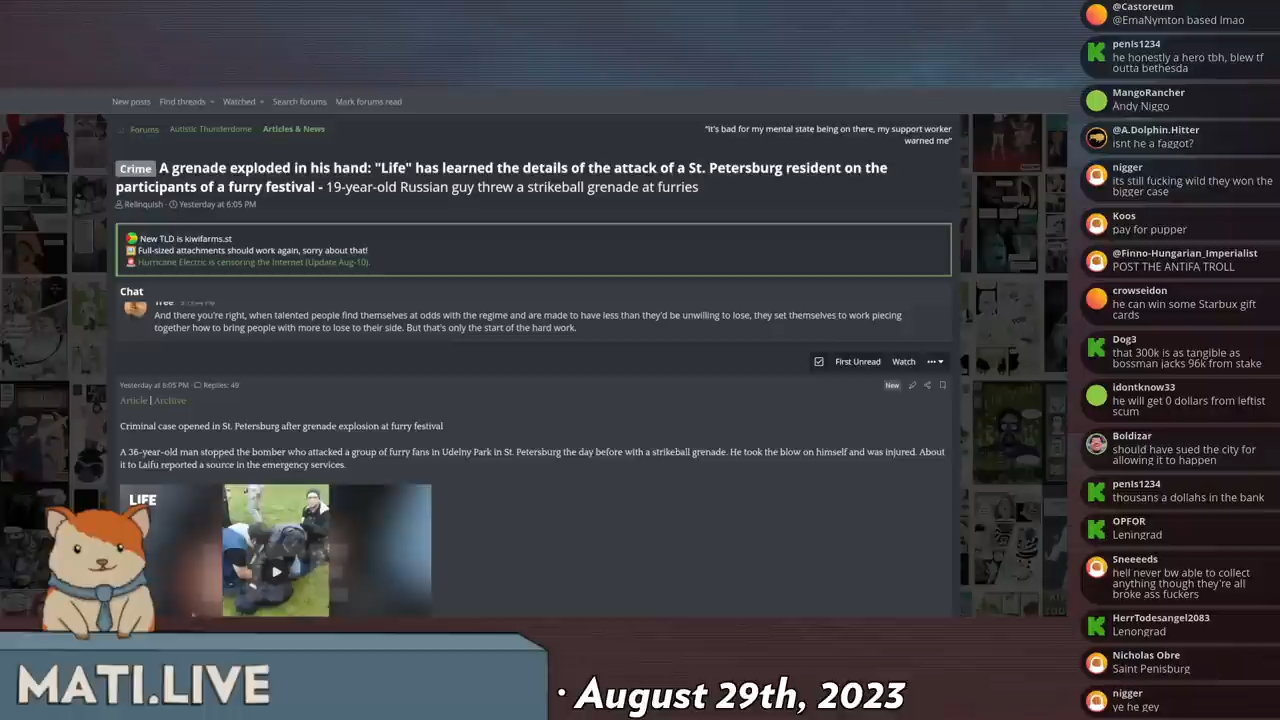 New posts Find threads Watched Search forums Mark forums read
Forums Autistic Thunderdome Articles & News
"It's bad for my mental state being on there, my support worker
warned me"
Crime A grenade exploded in his hand: "Life" has learned the details of the attack of a St. Petersburg resident on the
participants of a furry festival - 19-year-old Russian guy threw a strikeball grenade at furries
Relinquish · Yesterday at 6:05 PM
New TLD is kiwifarms.st
Full-sized attachments should work again, sorry about that!
Hurricane Electric is censoring the Internet (Update Aug-10).
Chat
And there you're right, when talented people find themselves at odds with the regime and are made to have less than they'd be unwilling to lose, they set themselves to work piecing
together how to bring people with more to lose to their side. But that's only the start of the hard work.
First Unread Watch •••
Yesterday at 6:05 PM · Replies: 49
New
Article | Archive
Criminal case opened in St. Petersburg after grenade explosion at furry festival
A 36-year-old man stopped the bomber who attacked a group of furry fans in Udelny Park in St. Petersburg the day before with a strikeball grenade. He took the blow on himself and was injured. About
it to Laifu reported a source in the emergency services.
LIFE
MATI.LIVE
· August 29th, 2023
@Castoreum
@EmaNymton based lmao
penis1234
he honestly a hero tbh, blew tf
outta bethesda
MangoRancher
Andy Niggo
@A.Dolphin.Hitter
isnt he a faggot?
nigger
its still fucking wild they won the
bigger case
Koos
pay for pupper
@Finno-Hungarian_Imperialist
POST THE ANTIFA TROLL
crowseidon
he can win some Starbux gift
cards
Dog3
that 300k is as tangible as
bossman jacks 96k from stake
idontknow33
he will get 0 dollars from leftist
scum
Boldizar
should have sued the city for
allowing it to happen
penis1234
thousans a dollahs in the bank
OPFOR
Leningrad
Sneeeds
hell never bw able to collect
anything though they're all
broke ass fuckers
HerrTodesangel2083
Lenongrad
Nicholas Obre
Saint Penisburg
nigger
ye he gey